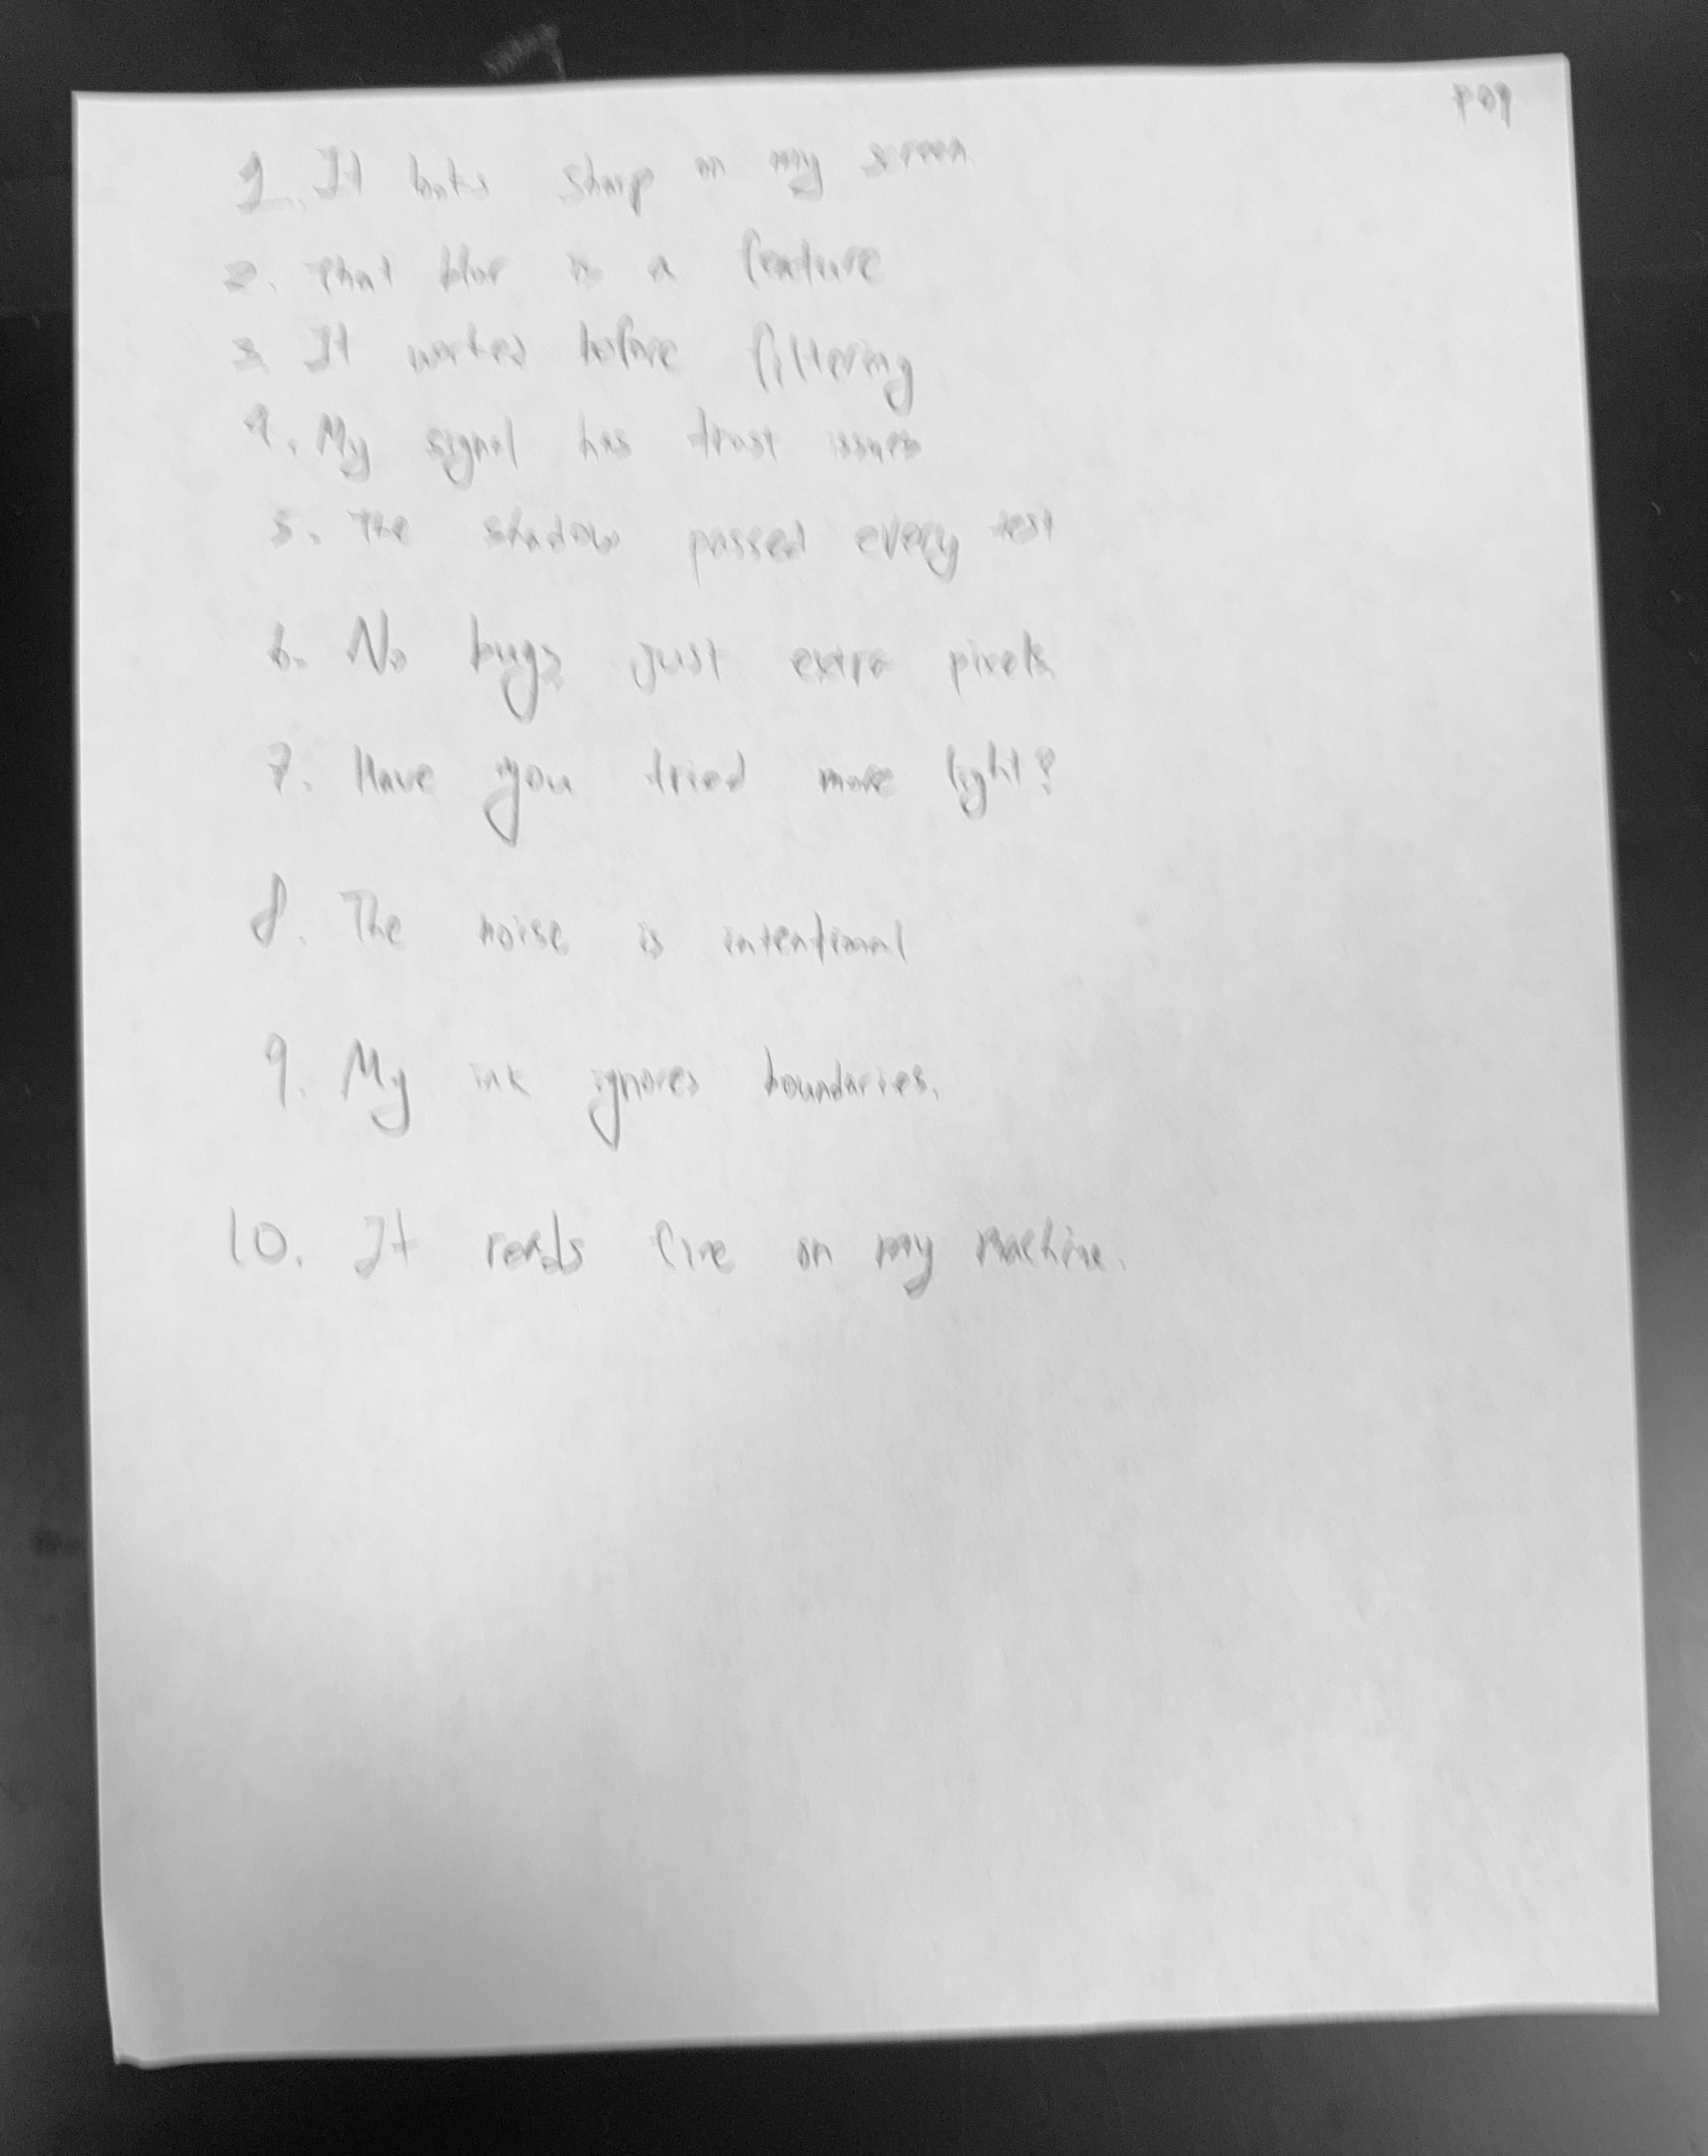 P09
1. It looks sharp on my screen.
2. That blur is a feature
3. It worked before filtering
4. My signal has trust issues
5. The shadow passed every test
6. No bugs just extra pixels
7. Have you tried more light?
8. The noise is intentional
9. My ink ignores boundaries.
10. It reads fine on my machine.